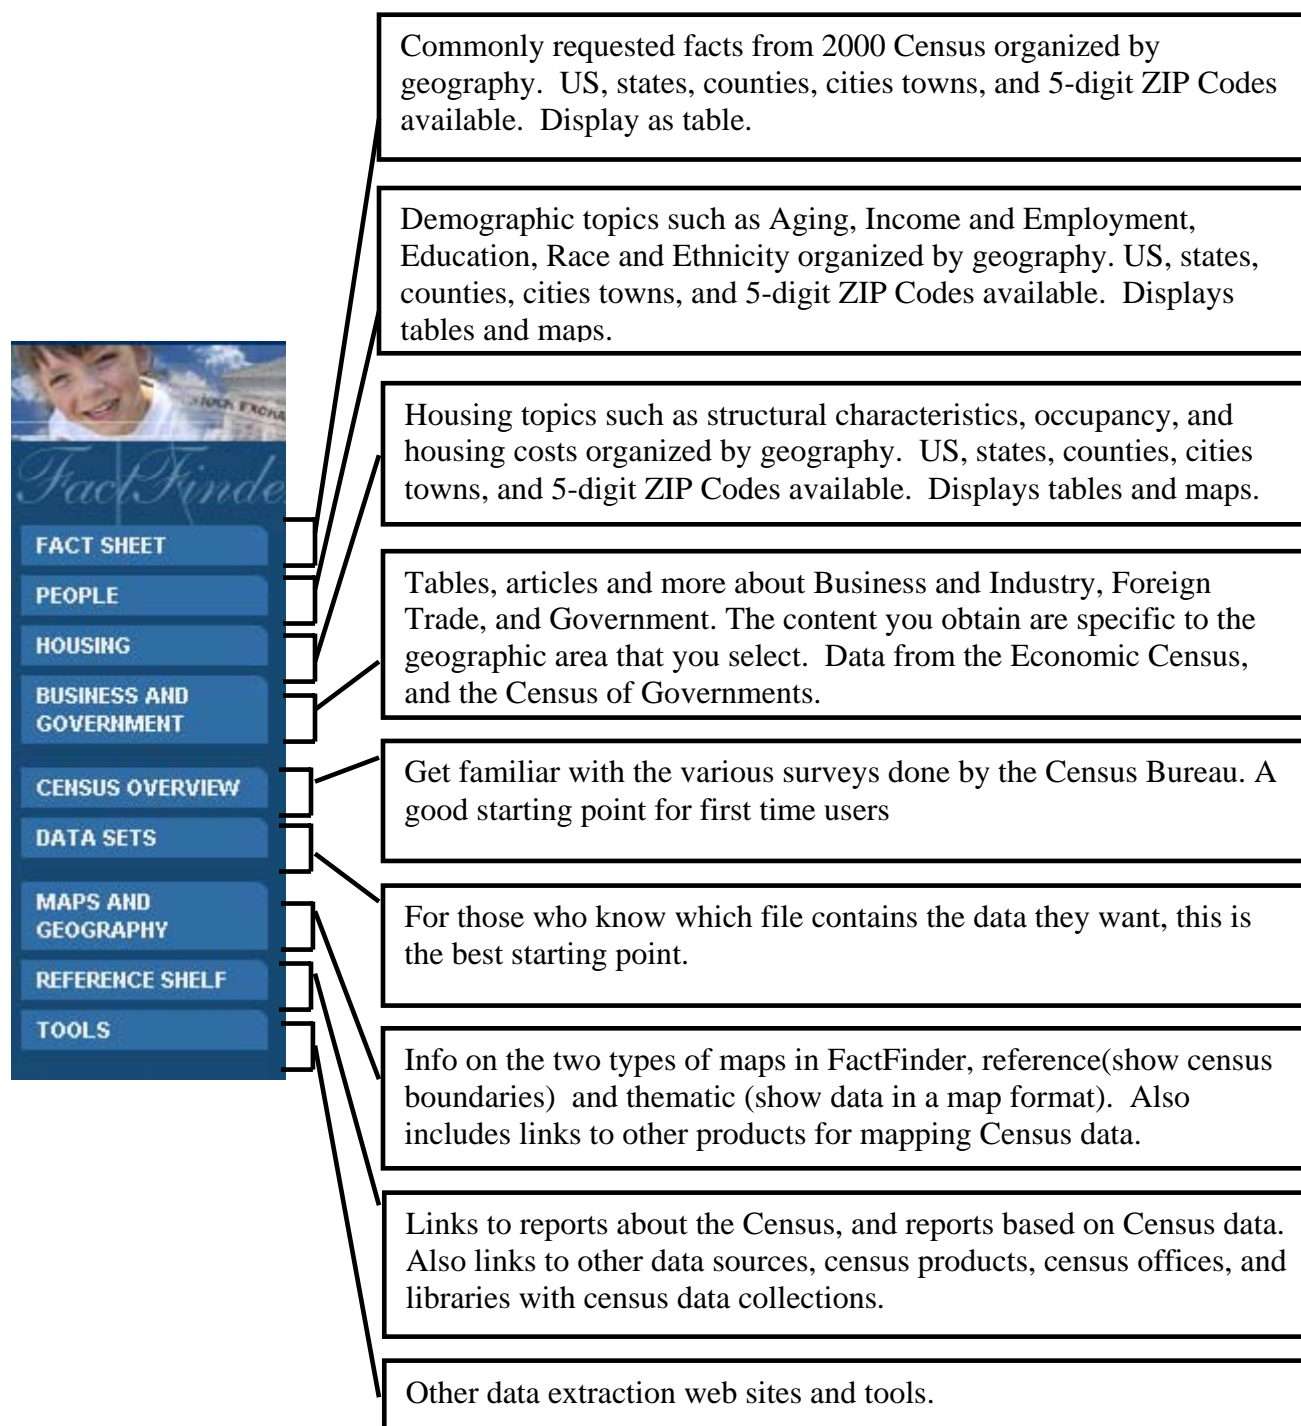 Commonly requested facts from 2000 Census organized by
geography.  US, states, counties, cities towns, and 5-digit ZIP Codes
available.  Display as table.
Demographic topics such as Aging, Income and Employment,
Education, Race and Ethnicity organized by geography. US, states,
counties, cities towns, and 5-digit ZIP Codes available.  Displays
tables and maps.
Housing topics such as structural characteristics, occupancy, and
housing costs organized by geography.  US, states, counties, cities
towns, and 5-digit ZIP Codes available.  Displays tables and maps.
Tables, articles and more about Business and Industry, Foreign
Trade, and Government. The content you obtain are specific to the
geographic area that you select.  Data from the Economic Census,
and the Census of Governments.
Get familiar with the various surveys done by the Census Bureau. A
good starting point for first time users
For those who know which file contains the data they want, this is
the best starting point.
Info on the two types of maps in FactFinder, reference(show census
boundaries)  and thematic (show data in a map format).  Also
includes links to other products for mapping Census data.
Links to reports about the Census, and reports based on Census data.
Also links to other data sources, census products, census offices, and
libraries with census data collections.
Other data extraction web sites and tools.
STOCK EXCHA
FactFinde
FACT SHEET
PEOPLE
HOUSING
BUSINESS AND
GOVERNMENT
CENSUS OVERVIEW
DATA SETS
MAPS AND
GEOGRAPHY
REFERENCE SHELF
TOOLS